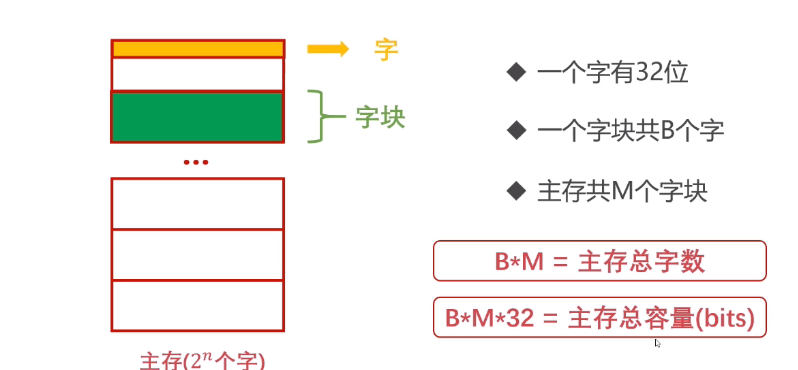 字
一个字有32位
字块
一个字块共B个字
...
主存共M个字块
B*M = 主存总字数
B*M*32 = 主存总容量(bits)
主存(2ⁿ个字)